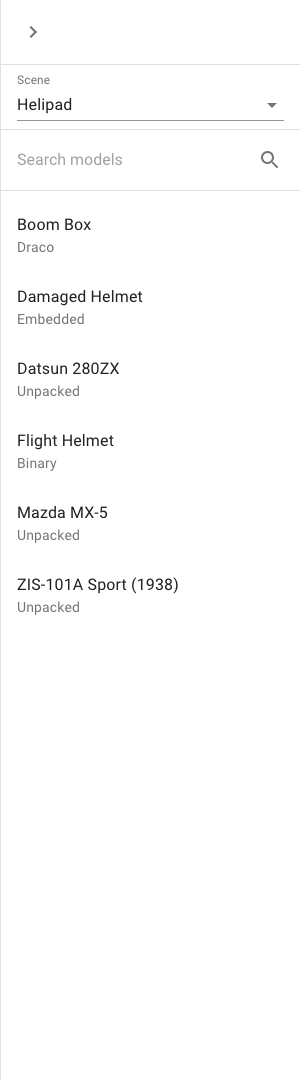 Scene
Helipad
Search models
Boom Box
Draco
Damaged Helmet
Embedded
Datsun 280ZX
Unpacked
Flight Helmet
Binary
Mazda MX-5
Unpacked
ZIS-101A Sport (1938)
Unpacked